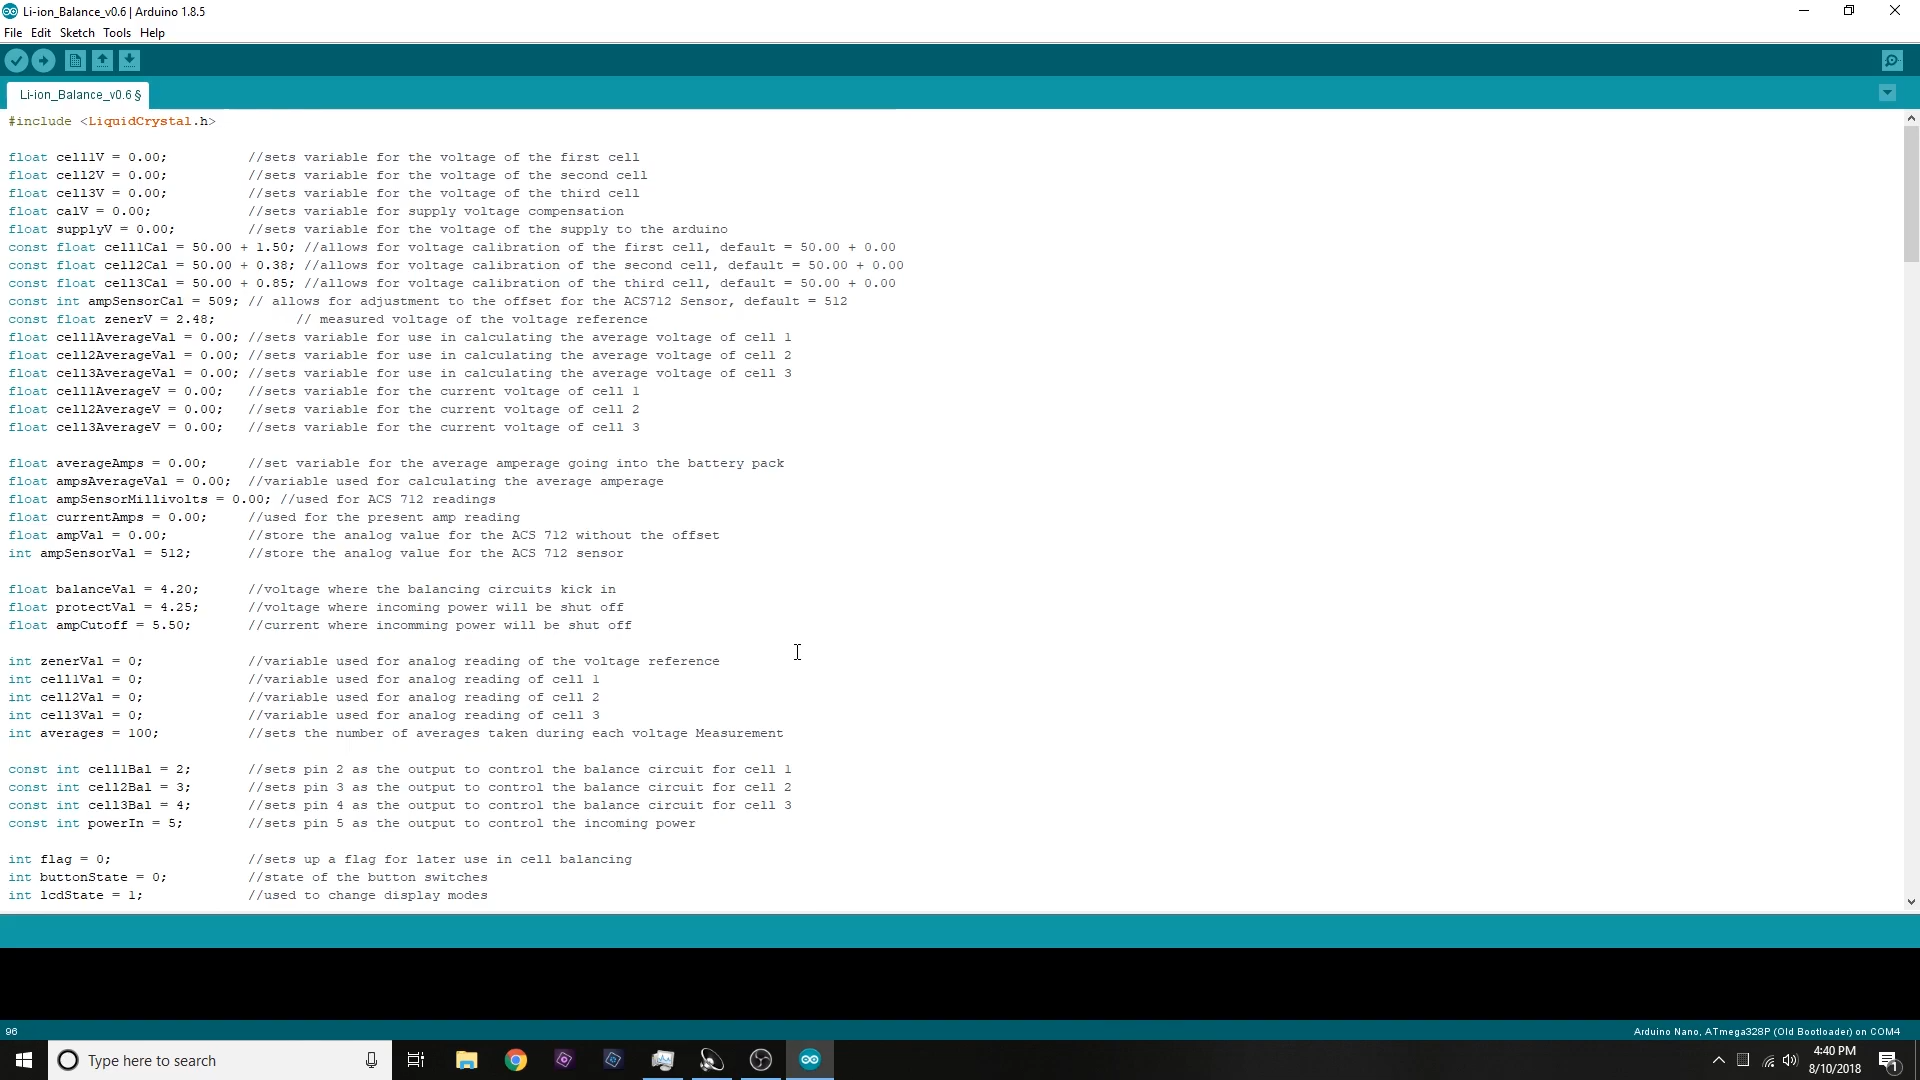 Li-ion_Balance_v0.6 | Arduino 1.8.5
File Edit Sketch Tools Help
Li-ion_Balance_v0.6 §
#include <LiquidCrystal.h>
float cell1V = 0.00; //sets variable for the voltage of the first cell
float cell2V = 0.00; //sets variable for the voltage of the second cell
float cell3V = 0.00; //sets variable for the voltage of the third cell
float calV = 0.00; //sets variable for supply voltage compensation
float supplyV = 0.00; //sets variable for the voltage of the supply to the arduino
const float cell1Cal = 50.00 + 1.50; //allows for voltage calibration of the first cell, default = 50.00 + 0.00
const float cell2Cal = 50.00 + 0.38; //allows for voltage calibration of the second cell, default = 50.00 + 0.00
const float cell3Cal = 50.00 + 0.85; //allows for voltage calibration of the third cell, default = 50.00 + 0.00
const int ampSensorCal = 509; // allows for adjustment to the offset for the ACS712 Sensor, default = 512
const float zenerV = 2.48; // measured voltage of the voltage reference
float cell1AverageVal = 0.00; //sets variable for use in calculating the average voltage of cell 1
float cell2AverageVal = 0.00; //sets variable for use in calculating the average voltage of cell 2
float cell3AverageVal = 0.00; //sets variable for use in calculating the average voltage of cell 3
float cell1AverageV = 0.00; //sets variable for the current voltage of cell 1
float cell2AverageV = 0.00; //sets variable for the current voltage of cell 2
float cell3AverageV = 0.00; //sets variable for the current voltage of cell 3
float averageAmps = 0.00; //set variable for the average amperage going into the battery pack
float ampsAverageVal = 0.00; //variable used for calculating the average amperage
float ampSensorMillivolts = 0.00; //used for ACS 712 readings
float currentAmps = 0.00; //used for the present amp reading
float ampVal = 0.00; //store the analog value for the ACS 712 without the offset
int ampSensorVal = 512; //store the analog value for the ACS 712 sensor
float balanceVal = 4.20; //voltage where the balancing circuits kick in
float protectVal = 4.25; //voltage where incoming power will be shut off
float ampCutoff = 5.50; //current where incomming power will be shut off
int zenerVal = 0; //variable used for analog reading of the voltage reference
int cell1Val = 0; //variable used for analog reading of cell 1
int cell2Val = 0; //variable used for analog reading of cell 2
int cell3Val = 0; //variable used for analog reading of cell 3
int averages = 100; //sets the number of averages taken during each voltage Measurement
const int cell1Bal = 2; //sets pin 2 as the output to control the balance circuit for cell 1
const int cell2Bal = 3; //sets pin 3 as the output to control the balance circuit for cell 2
const int cell3Bal = 4; //sets pin 4 as the output to control the balance circuit for cell 3
const int powerIn = 5; //sets pin 5 as the output to control the incoming power
int flag = 0; //sets up a flag for later use in cell balancing
int buttonState = 0; //state of the button switches
int lcdState = 1; //used to change display modes
96
Arduino Nano, ATmega328P (Old Bootloader) on COM4
Type here to search
4:40 PM
8/10/2018
1